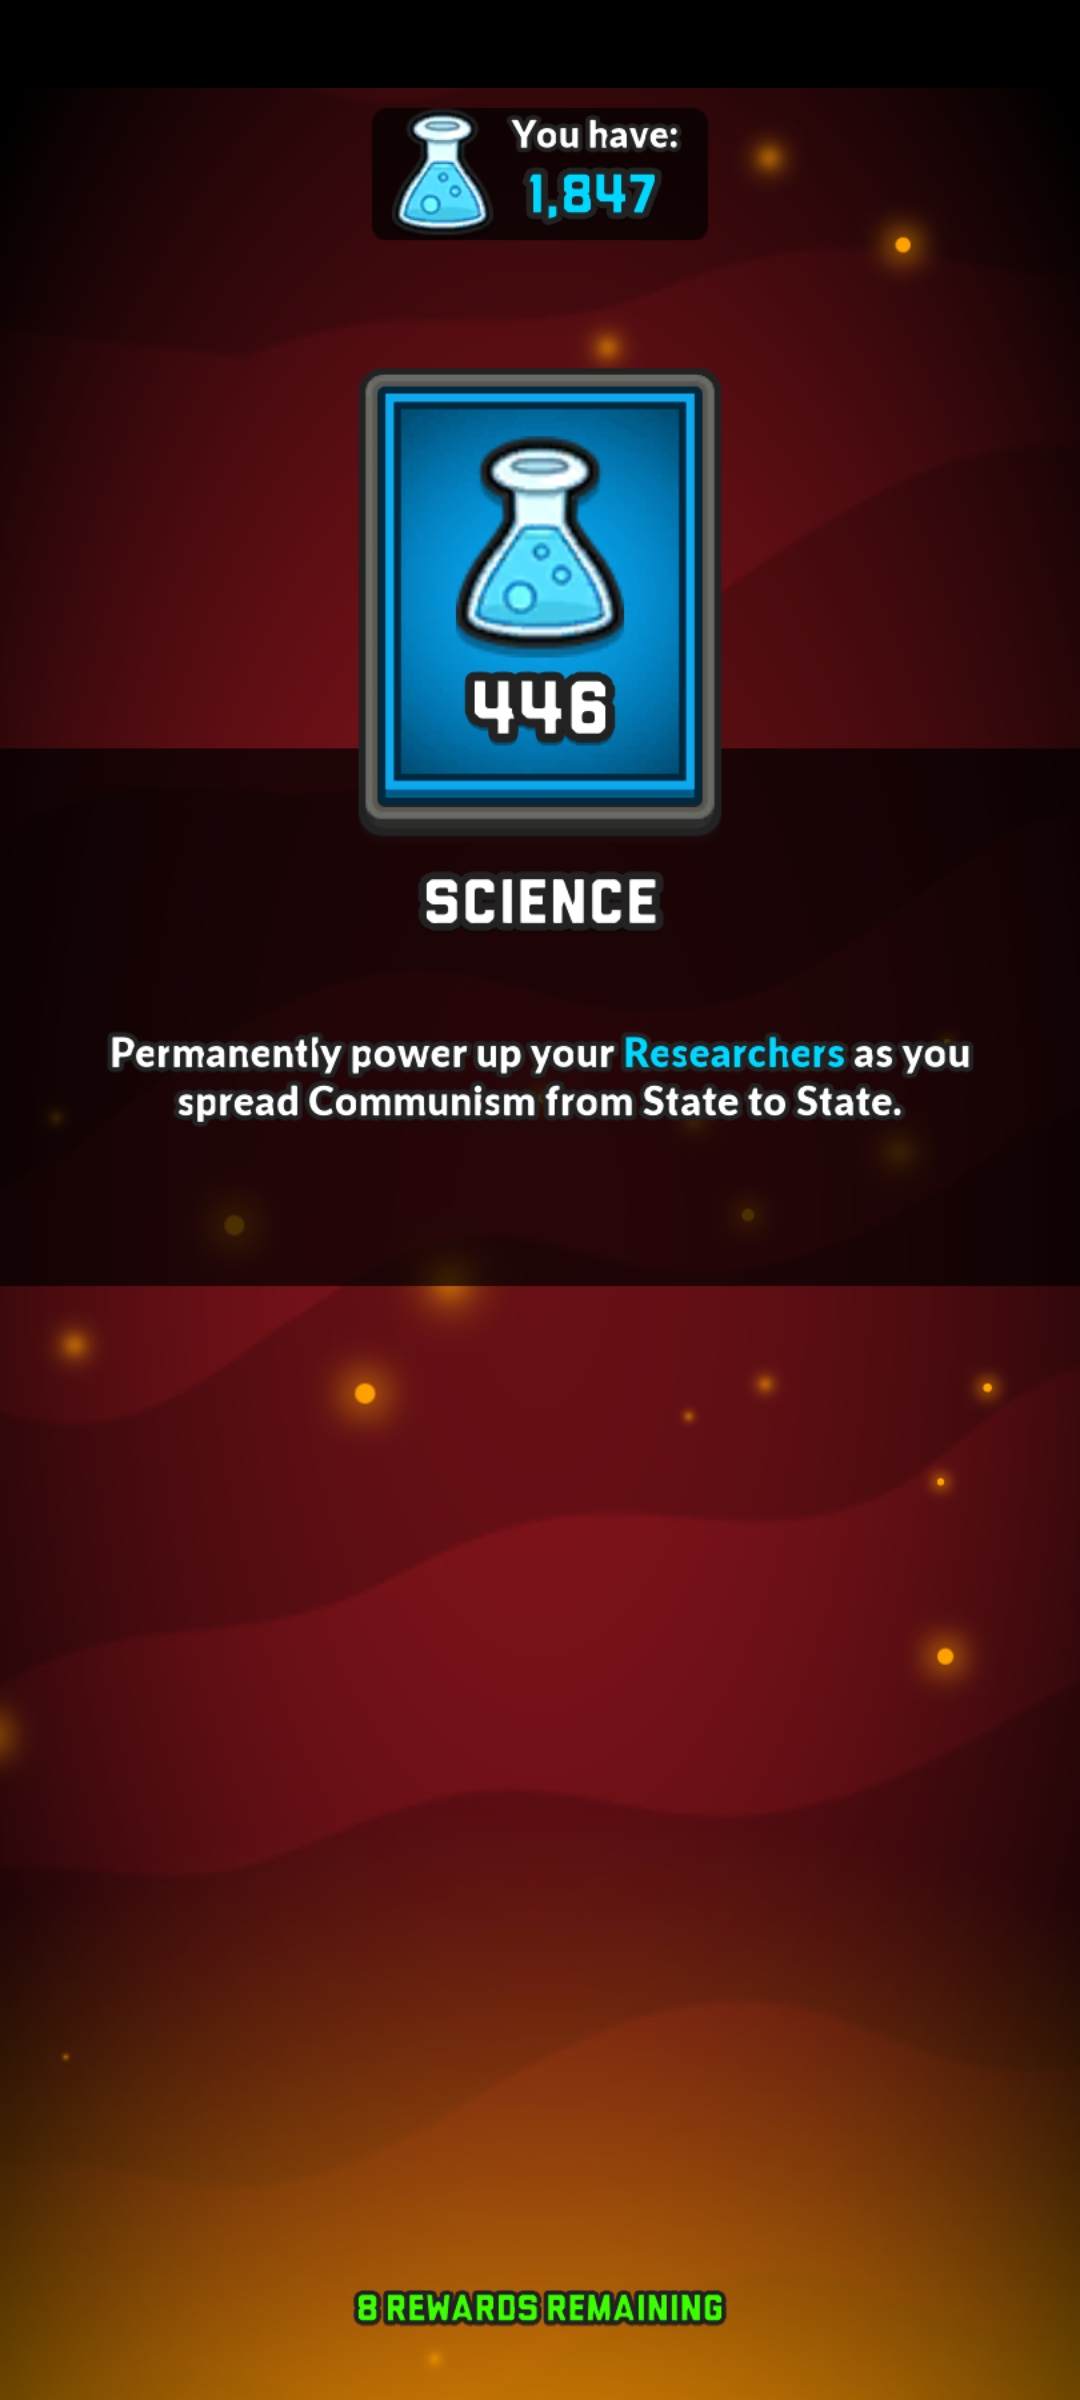 You have:
1,847
446
SCIENCE
Permanently power up your Researchers as you
spread Communism from State to State.
8 REWARDS REMAINING